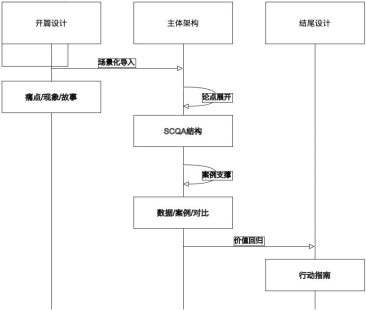 开篇设计
主体架构
结尾设计
场景化导入
痛点/现象/故事
论点展开
SCQA结构
案例支撑
数据/案例/对比
价值回归
行动指南